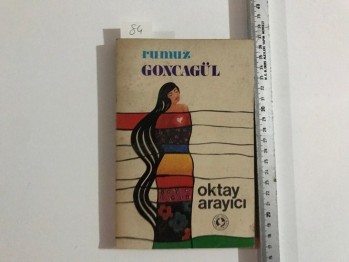 84
rumuz
GONCAGÜL
oktay
arayıcı